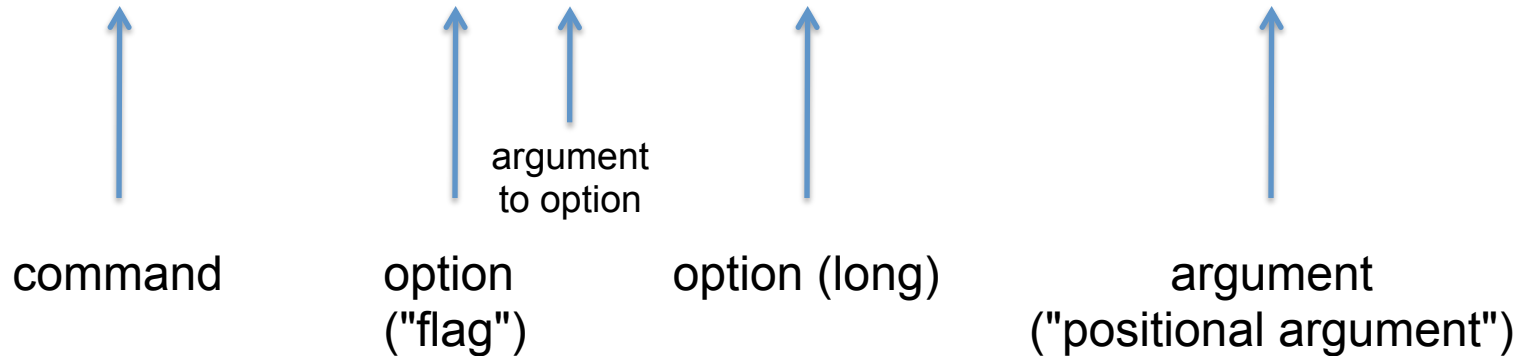 argument
to option
command
option
("flag")
option (long)
argument
("positional argument")